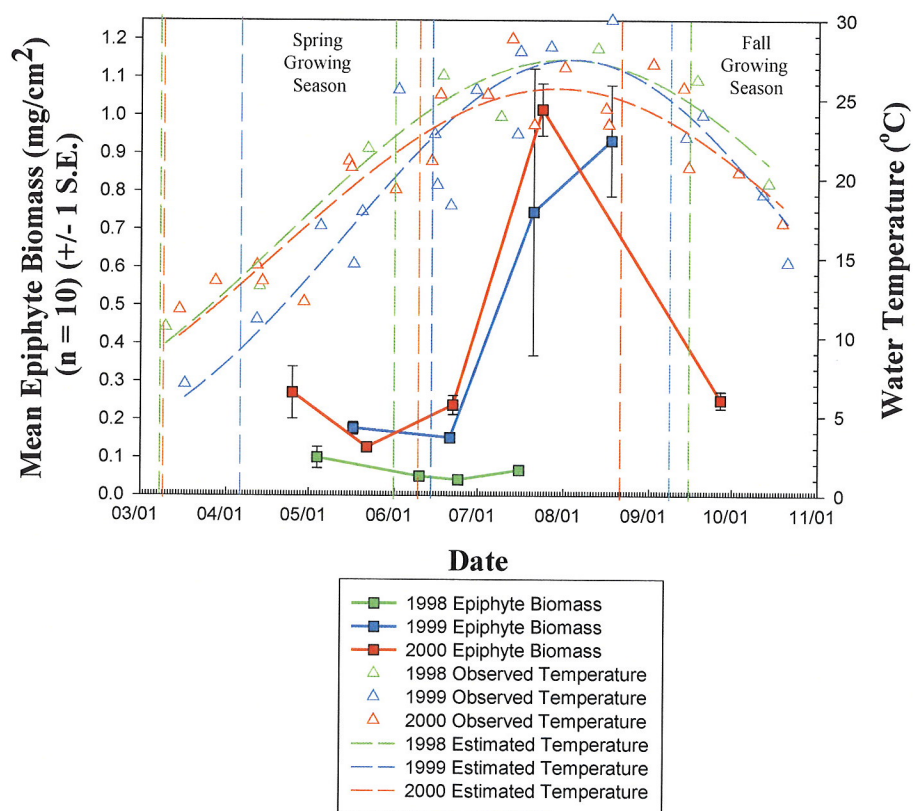 Mean Epiphyte Biomass (mg/cm2)
(n = 10) (+/- 1 S.E.)
1.2
1.1
1.0
0.9
0.8
0.7
0.6
0.5
0.4
0.3
0.2
0.1
0.0
Spring
Growing
Season
Fall
Growing
Season
30
25
20
15
10
5
0
Water Temperature (°C)
03/01 04/01 05/01 06/01 07/01 08/01 09/01 10/01 11/01
Date
1998 Epiphyte Biomass
1999 Epiphyte Biomass
2000 Epiphyte Biomass
1998 Observed Temperature
1999 Observed Temperature
2000 Observed Temperature
1998 Estimated Temperature
1999 Estimated Temperature
2000 Estimated Temperature